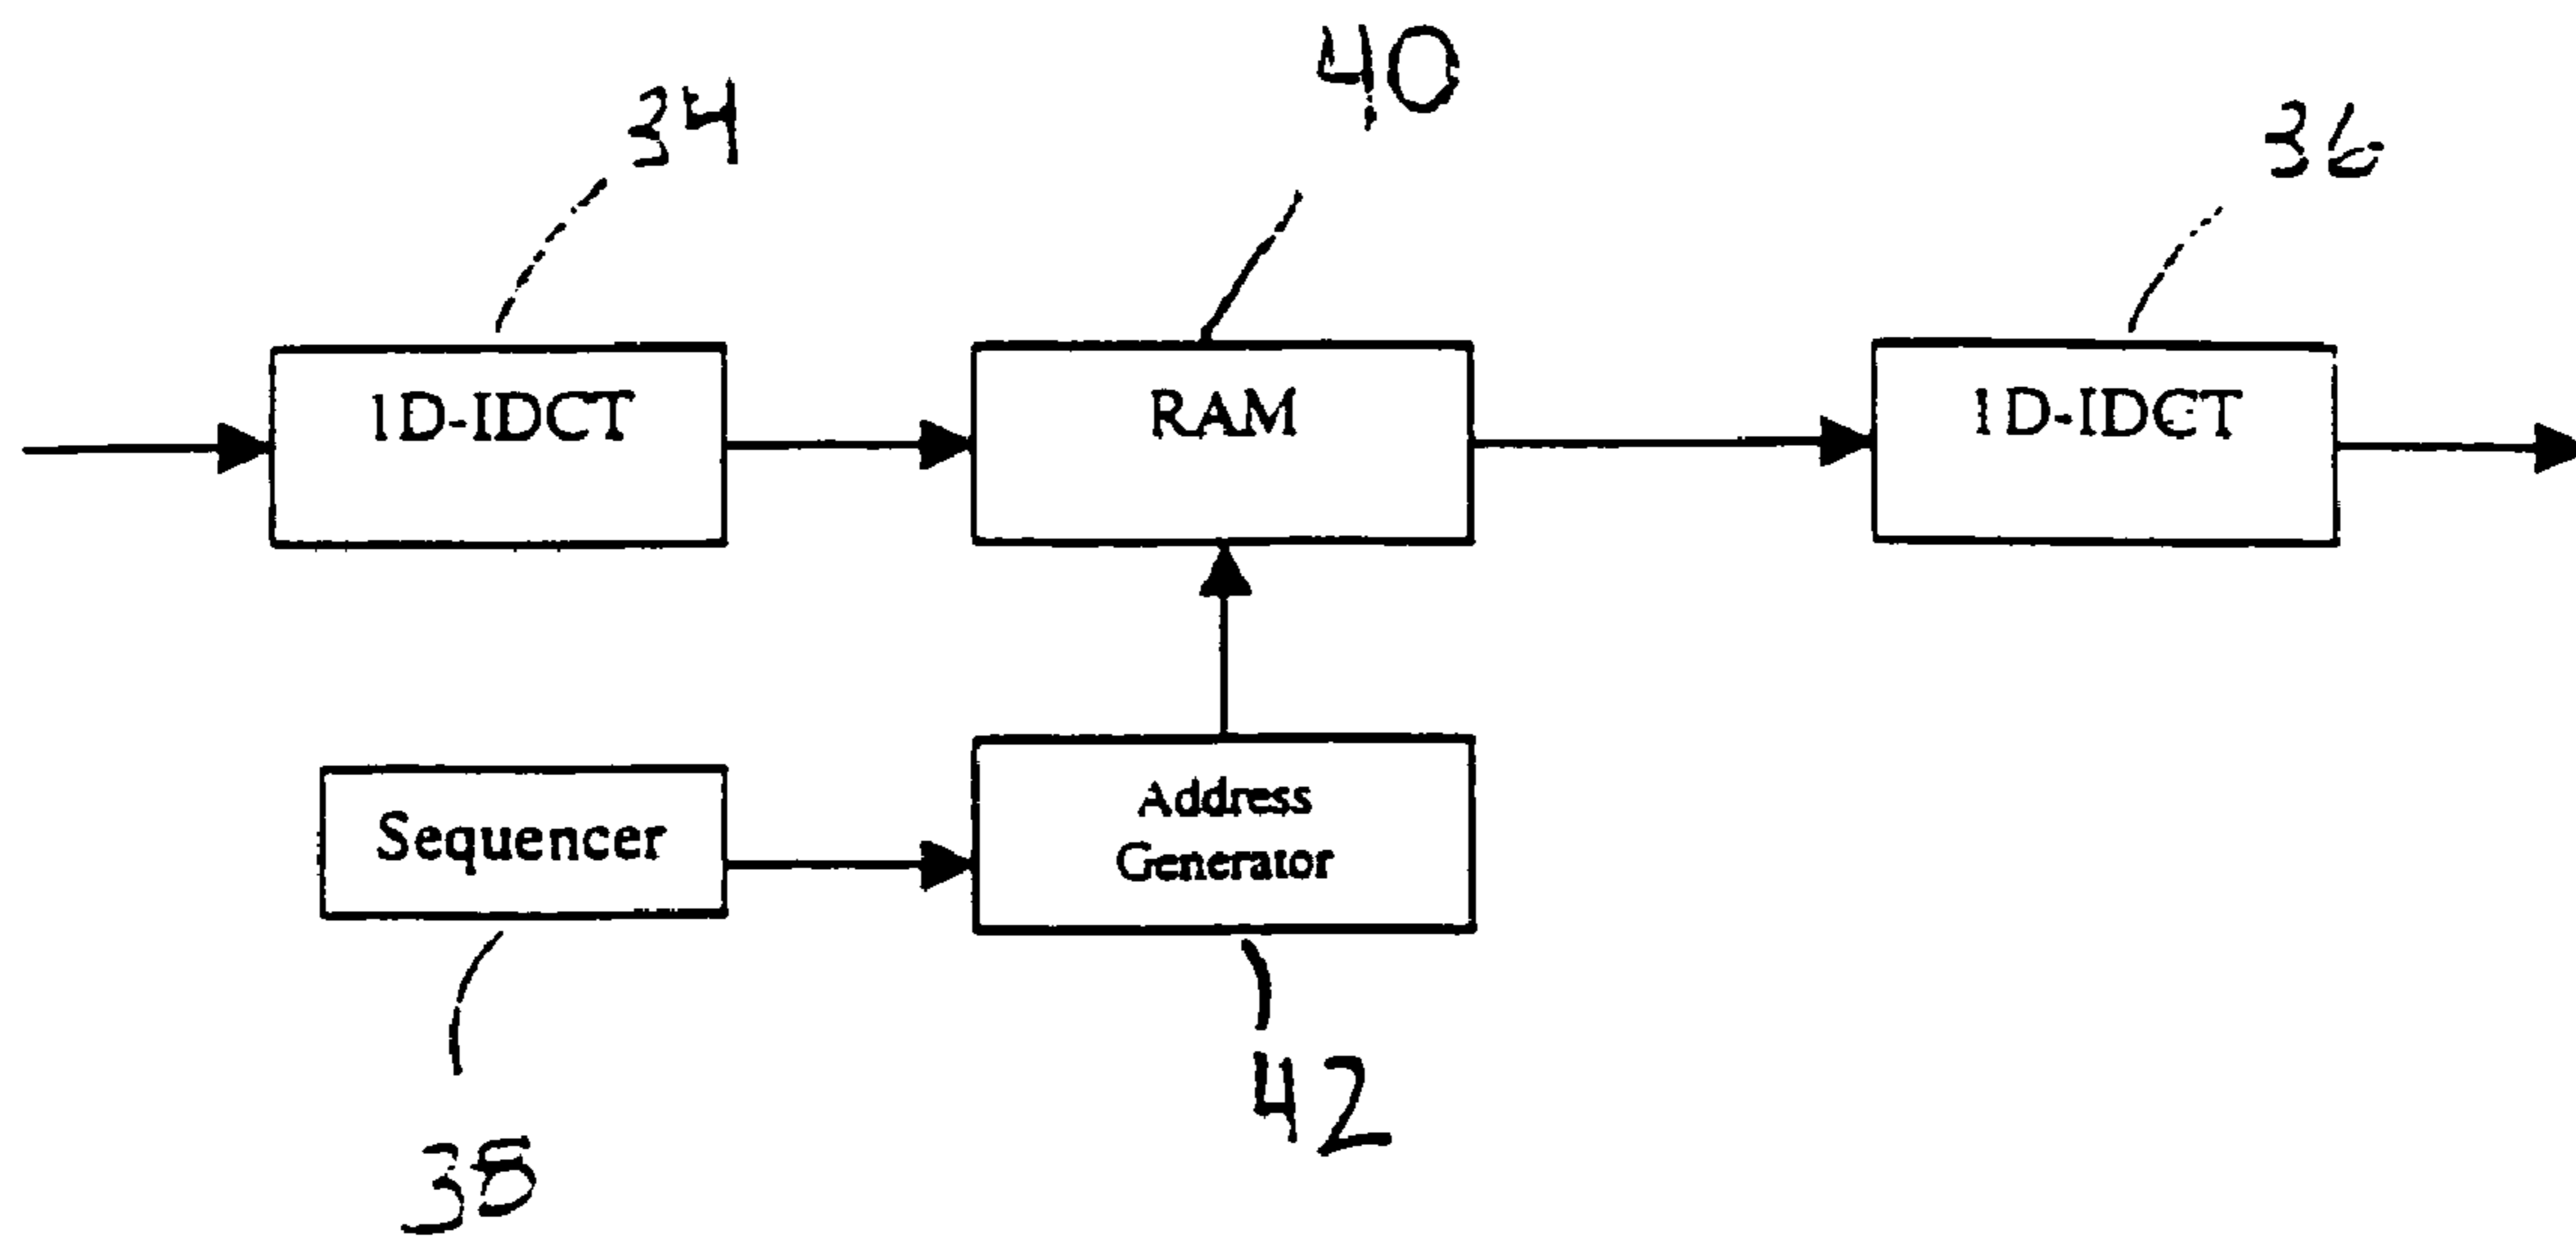 34
40
36
1D-IDCT
RAM
1D-IDCT
Sequencer
Address
Generator
42
38